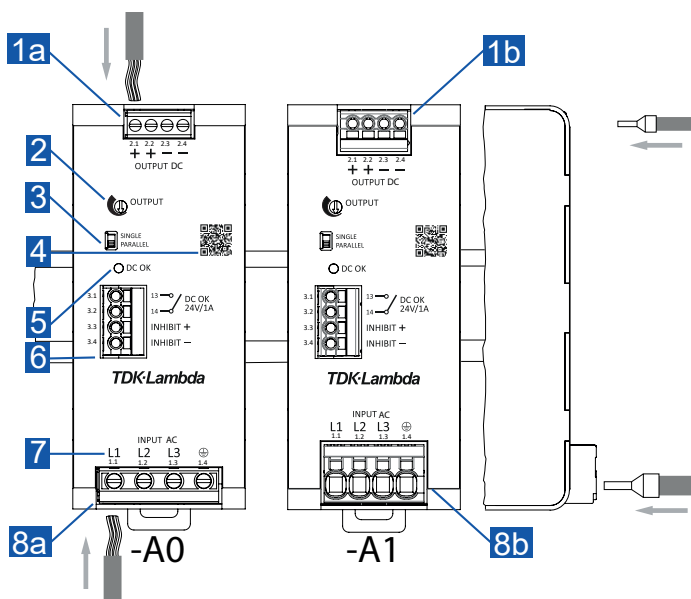 1a
1b
2.1 2.2 2.3 2.4
+ + − −
OUTPUT DC
2.1 2.2 2.3 2.4
+ + − −
OUTPUT DC
2
OUTPUT
OUTPUT
3
SINGLE
PARALLEL
SINGLE
PARALLEL
4
DC OK
DC OK
5
3.1
3.2
3.3
3.4
13
14
DC OK
24V/1A
INHIBIT +
INHIBIT −
3.1
3.2
3.3
3.4
13
14
DC OK
24V/1A
INHIBIT +
INHIBIT −
6
TDK·Lambda
TDK·Lambda
7
INPUT AC
L1 L2 L3
1.1 1.2 1.3 1.4
INPUT AC
L1 L2 L3
1.1 1.2 1.3 1.4
8a
8b
-A0
-A1